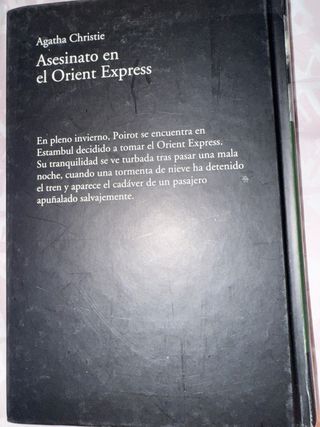 Agatha Christie
Asesinato en
el Orient Express
En pleno invierno, Poirot se encuentra en
Estambul decidido a tomar el Orient Express.
Su tranquilidad se ve turbada tras pasar una mala
noche, cuando una tormenta de nieve ha detenido
el tren y aparece el cadáver de un pasajero
apuñalado salvajemente.